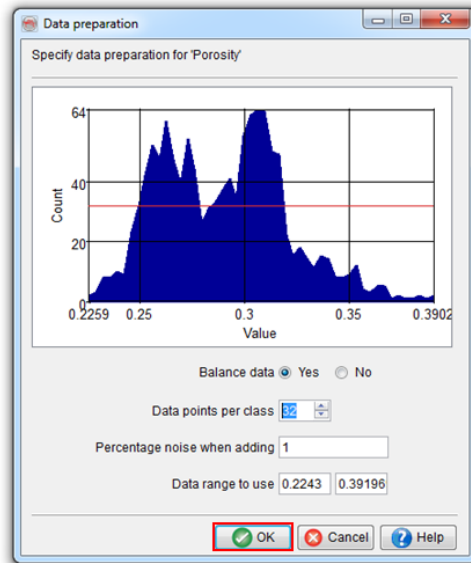 Data preparation
Specify data preparation for 'Porosity'
64
40
20
0
Count
0.2259 0.25 0.3 0.35 0.3902
Value
Balance data Yes No
Data points per class 32
Percentage noise when adding 1
Data range to use 0.2243 0.39196
OK Cancel ? Help